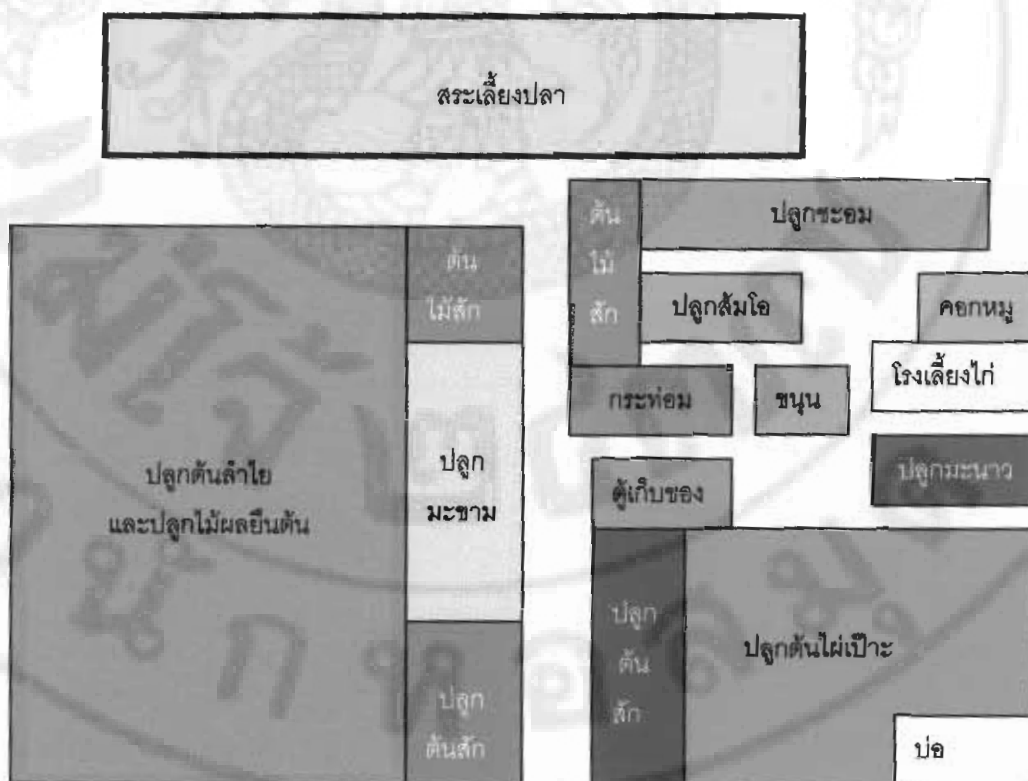 สระเลี้ยงปลา
ต้น
ไม้
สัก
ปลูกชะอม
ต้น
ไม้สัก
ปลูกส้มโอ
คอกหมู
โรงเลี้ยงไก่
กระท่อม
ขนุน
ปลูกต้นลำไย
และปลูกไม้ผลยืนต้น
ปลูก
มะขาม
ตู้เก็บของ
ปลูกมะนาว
ปลูก
ต้น
สัก
ปลูกต้นไผ่เป๊าะ
ปลูก
ต้นสัก
บ่อ